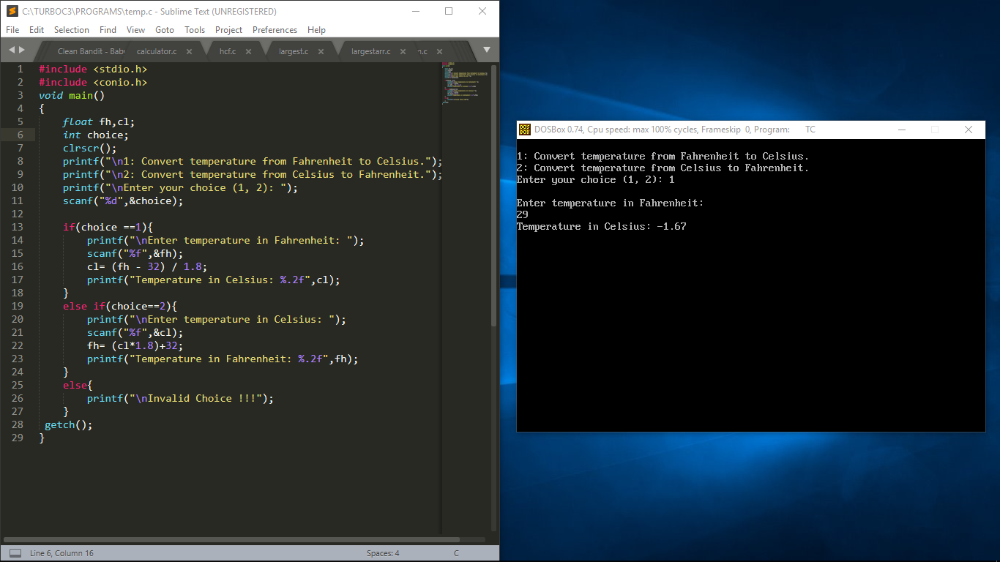 C:\TURBOC3\PROGRAMS\temp.c - Sublime Text (UNREGISTERED)
File Edit Selection Find View Goto Tools Project Preferences Help
Clean Bandit - Bab calculator.c hcf.c largest.c largestarr.c n.c
1 #include <stdio.h>
2 #include <conio.h>
3 void main()
4 {
5 float fh,cl;
6 int choice;
7 clrscr();
8 printf("\n1: Convert temperature from Fahrenheit to Celsius.");
9 printf("\n2: Convert temperature from Celsius to Fahrenheit.");
10 printf("\nEnter your choice (1, 2): ");
11 scanf("%d",&choice);
12
13 if(choice ==1){
14 printf("\nEnter temperature in Fahrenheit: ");
15 scanf("%f",&fh);
16 cl= (fh - 32) / 1.8;
17 printf("Temperature in Celsius: %.2f",cl);
18 }
19 else if(choice==2){
20 printf("\nEnter temperature in Celsius: ");
21 scanf("%f",&cl);
22 fh= (cl*1.8)+32;
23 printf("Temperature in Fahrenheit: %.2f",fh);
24 }
25 else{
26 printf("\nInvalid Choice !!!");
27 }
28 getch();
29 }
Line 6, Column 16 Spaces: 4 C
DOS BOX
DOSBox 0.74, Cpu speed: max 100% cycles, Frameskip 0, Program: TC
1: Convert temperature from Fahrenheit to Celsius.
2: Convert temperature from Celsius to Fahrenheit.
Enter your choice (1, 2): 1
Enter temperature in Fahrenheit:
29
Temperature in Celsius: -1.67